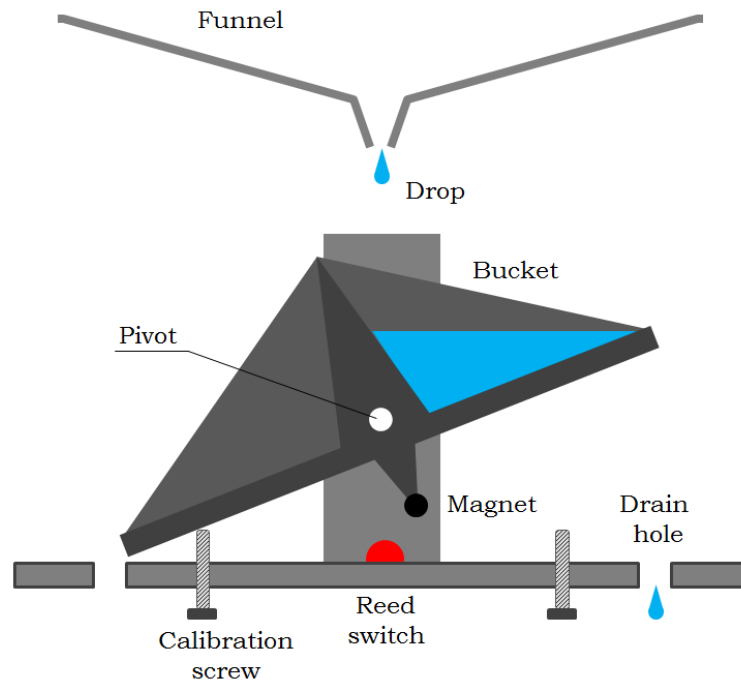 Funnel
Drop
Bucket
Pivot
Magnet
Drain
hole
Reed
switch
Calibration
screw